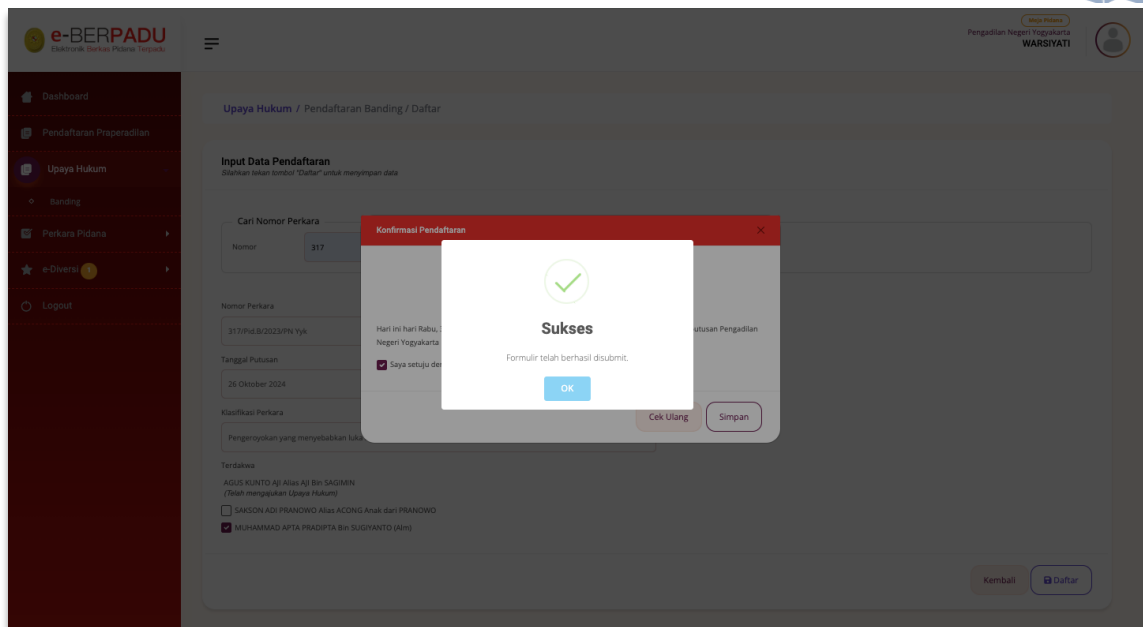 e-BERPADU
Elektronik Berkas Pidana Terpadu
Meja Pidana
Pengadilan Negeri Yogyakarta
WARSIYATI
Dashboard
Pendaftaran Praperadilan
Upaya Hukum
Banding
Perkara Pidana
e-Diversi
Logout
Upaya Hukum / Pendaftaran Banding / Daftar
Input Data Pendaftaran
Silahkan tekan tombol "Daftar" untuk menyimpan data
Cari Nomor Perkara
Nomor 317
Nomor Perkara
317/Pid.B/2023/PN Yyk
Tanggal Putusan
26 Oktober 2024
Klasifikasi Perkara
Pengeroyokan yang menyebabkan luka
Terdakwa
AGUS KUNTO AJI Alias AJI Bin SAGIMIN
(Telah mengajukan Upaya Hukum)
SAKSON ADI PRANOWO Alias ACONG Anak dari PRANOWO
MUHAMMAD APTA PRADIPTA Bin SUGIYANTO (Alm)
Kembali
Daftar
Konfirmasi Pendaftaran
Hari ini hari Rabu, utusan Pengadilan
Negeri Yogyakarta
Saya setuju
Cek Ulang
Simpan
Sukses
Formulir telah berhasil disubmit.
OK